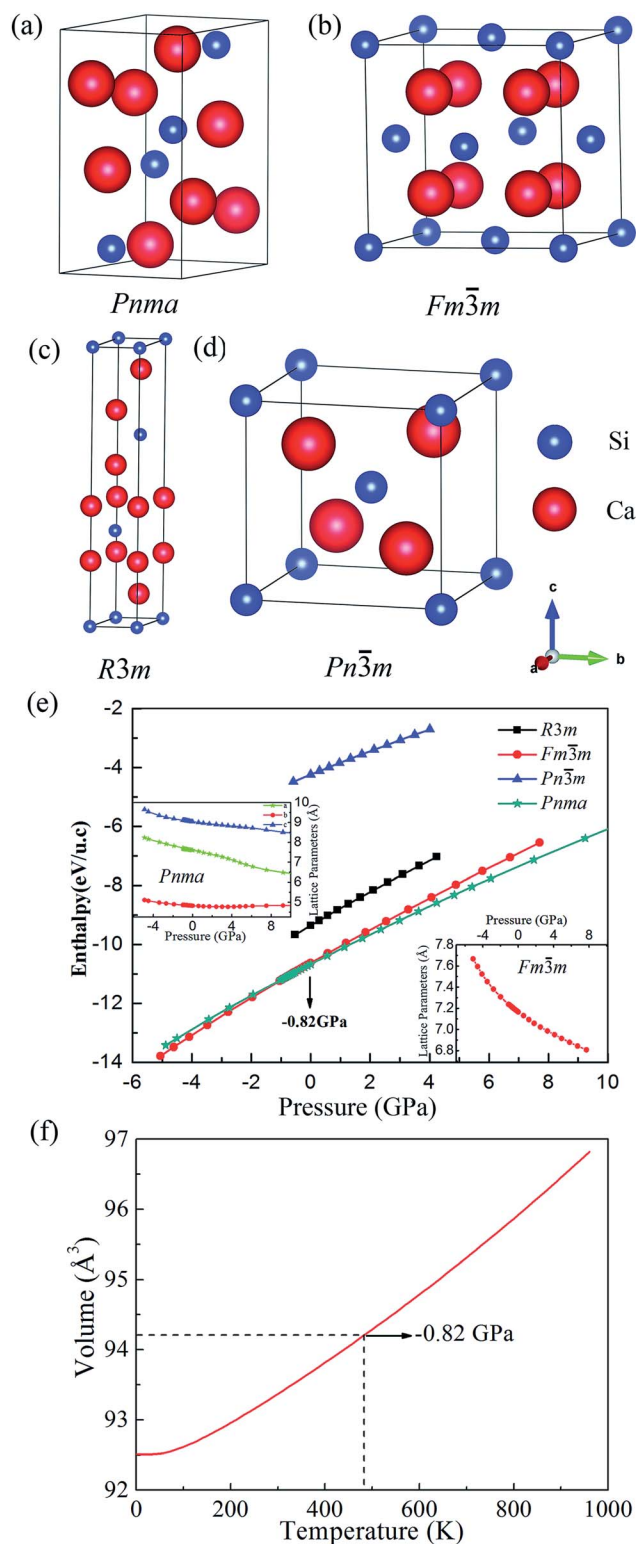 (a)
(b)
Pnma
Fm3̄m
(c)
(d)
Si
Ca
R3m
Pn3̄m
c
b
a
(e)
Enthalpy(eV/u.c)
-2
-4
-6
-8
-10
-12
-14
R3m
Fm3̄m
Pn3̄m
Pnma
a
b
c
Pnma
10
9
8
7
6
5
Lattice Parameters (Å)
-4 0 4 8
Pressure (GPa)
-0.82GPa
Pressure (GPa)
-4 0 4 8
Fm3̄m
Lattice Parameters (Å)
7.8
7.6
7.4
7.2
7.0
6.8
-6 -4 -2 0 2 4 6 8 10
Pressure (GPa)
(f)
Volume (Å³)
97
96
95
94
93
92
-0.82 GPa
0 200 400 600 800 1000
Temperature (K)